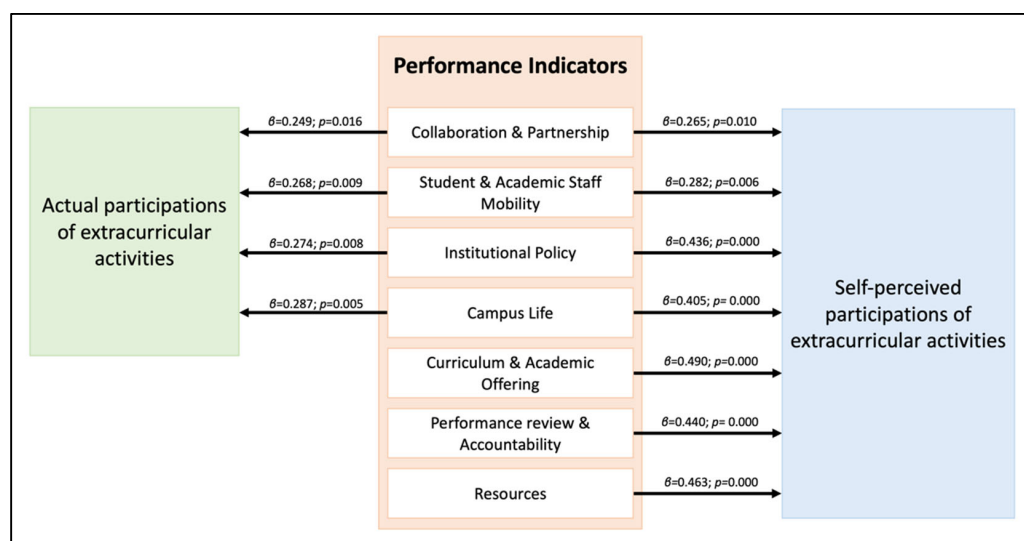 Performance Indicators
Actual participations
of extracurricular
activities
β=0.249; p=0.016
Collaboration & Partnership
β=0.265; p=0.010
β=0.268; p=0.009
Student & Academic Staff
Mobility
β=0.282; p=0.006
β=0.274; p=0.008
Institutional Policy
β=0.436; p=0.000
β=0.287; p=0.005
Campus Life
β=0.405; p= 0.000
Curriculum & Academic
Offering
β=0.490; p=0.000
Performance review &
Accountability
β=0.440; p= 0.000
Resources
β=0.463; p=0.000
Self-perceived
participations of
extracurricular activities